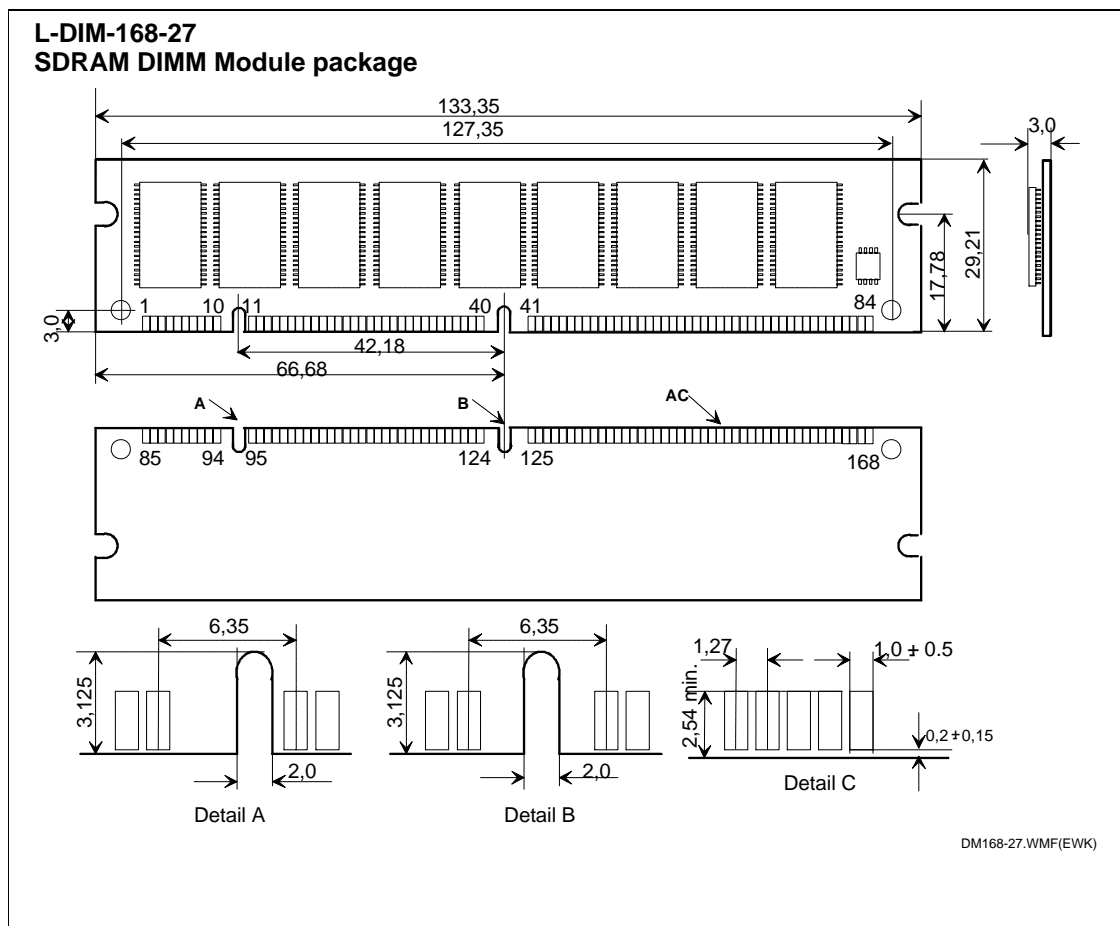 L-DIM-168-27
SDRAM DIMM Module package
133,35
127,35
3,0
1 10 11 40 41 84
3,0
17,78
29,21
42,18
66,68
A B AC
85 94 95 124 125 168
6,35 6,35 1,27 1,0 ± 0.5
3,125 3,125 2,54 min.
0,2 ± 0,15
2,0 2,0
Detail A Detail B Detail C
DM168-27.WMF(EWK)